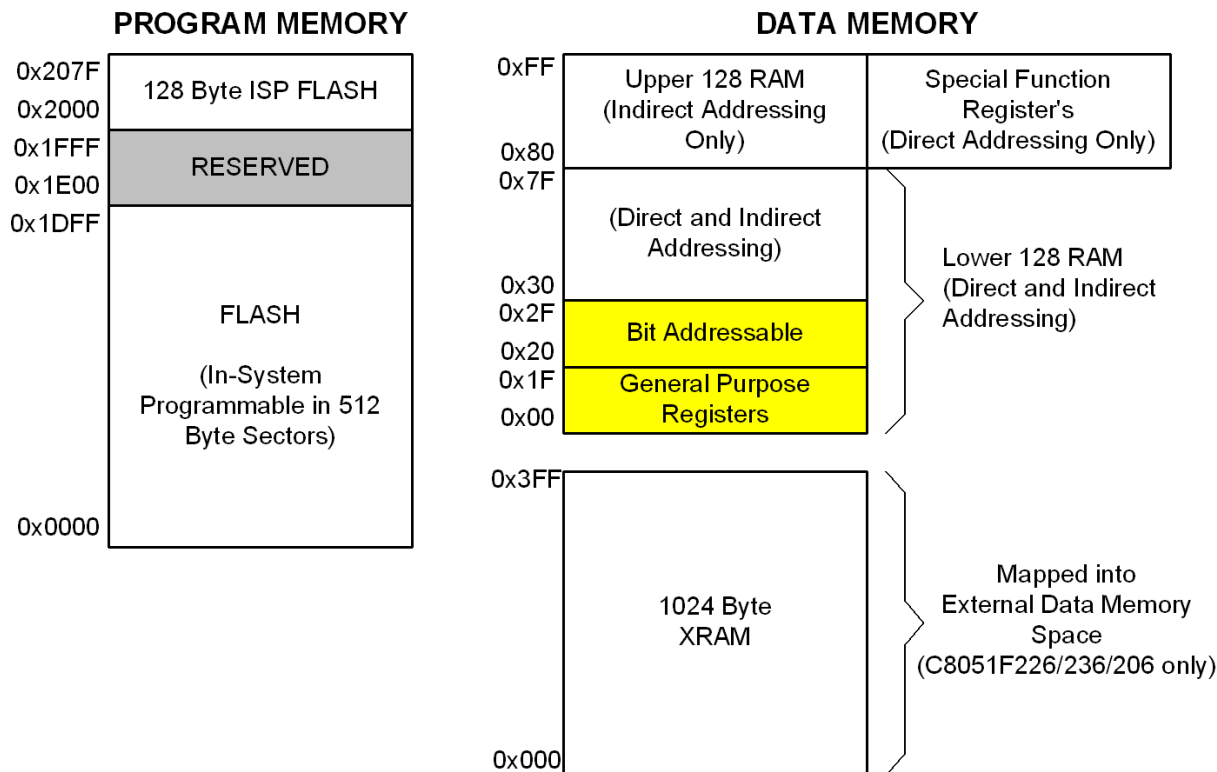 PROGRAM MEMORY
0x207F
128 Byte ISP FLASH
0x2000
0x1FFF
RESERVED
0x1E00
0x1DFF
FLASH
(In-System
Programmable in 512
Byte Sectors)
0x0000
DATA MEMORY
0xFF
Upper 128 RAM
(Indirect Addressing
Only)
0x80
Special Function
Register's
(Direct Addressing Only)
0x7F
(Direct and Indirect
Addressing)
0x30
0x2F
Bit Addressable
0x20
0x1F
General Purpose
Registers
0x00
Lower 128 RAM
(Direct and Indirect
Addressing)
0x3FF
1024 Byte
XRAM
0x000
Mapped into
External Data Memory
Space
(C8051F226/236/206 only)